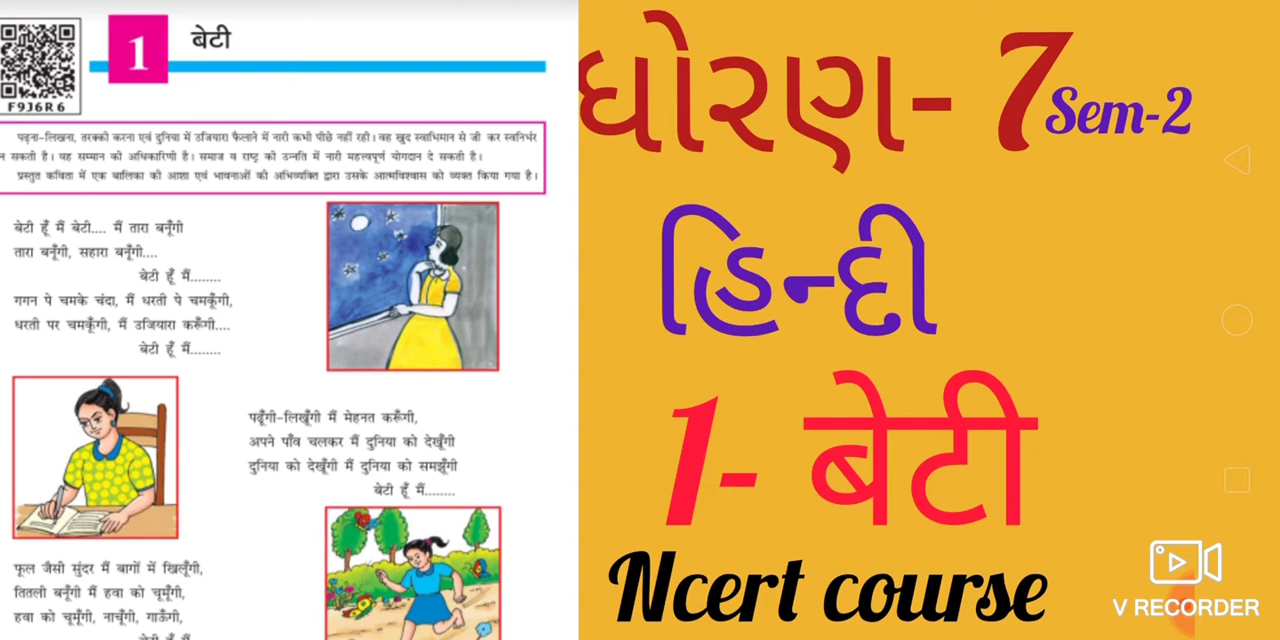 F9J6R6
1
बेटी
पढ़ना-लिखना, तरक्की करना एवं दुनिया में उजियार फैलाने में नारी कभी पीछे नहीं रही। वह खुद स्वाभिमान से जी कर स्वनिर्भर
न सकती है। वह सम्मान की अधिकारिणी है। समाज व राष्ट्र की उन्नति में नारी महत्त्वपूर्ण योगदान दे सकती है।
प्रस्तुत कविता में एक बालिका की आशा एवं भावनाओं की अभिव्यक्ति द्वारा उसके आत्मविश्वास को व्यक्त किया गया है।
बेटी हूँ मैं बेटी.... मैं तारा बनूँगी
तारा बनूँगी, सहारा बनूँगी....
बेटी हूँ मैं........
गगन पे चमके चंदा, मैं धरती पे चमकूँगी,
धरती पर चमकूँगी, मैं उजियारा करूँगी....
बेटी हूँ मैं........
पढूँगी-लिखूँगी मैं मेहनत करूँगी,
अपने पाँव चलकर मैं दुनिया को देखूँगी
दुनिया को देखूँगी मैं दुनिया को समझूँगी
बेटी हूँ मैं........
फूल जैसी सुंदर मैं बागों में खिलूँगी,
तितली बनूँगी मैं हवा को चूमूँगी,
हवा को चूमूँगी, नाचूँगी, गाऊँगी,
ધોરણ- 7 Sem-2
હિન્દી
1- बेटी
Ncert course
V RECORDER